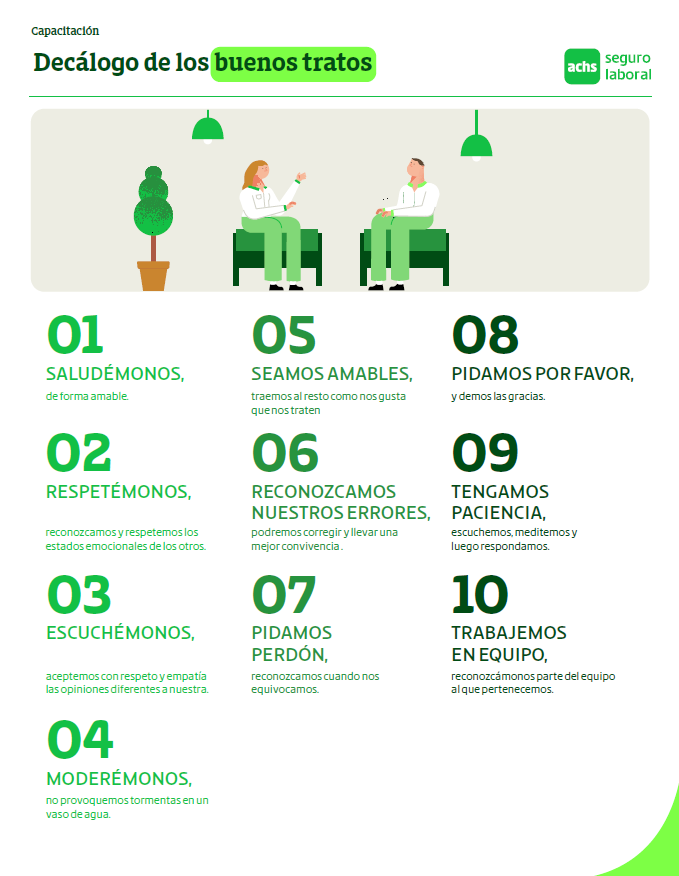 Capacitación
Decálogo de los buenos tratos
achs
seguro
laboral
01
SALUDÉMONOS,
de forma amable.
02
RESPETÉMONOS,
reconozcamos y respetemos los
estados emocionales de los otros.
03
ESCUCHÉMONOS,
aceptemos con respeto y empatía
las opiniones diferentes a nuestra.
04
MODERÉMONOS,
no provoquemos tormentas en un
vaso de agua.
05
SEAMOS AMABLES,
traemos al resto como nos gusta
que nos traten
06
RECONOZCAMOS
NUESTROS ERRORES,
podremos corregir y llevar una
mejor convivencia.
07
PIDAMOS
PERDÓN,
reconozcamos cuando nos
equivocamos.
08
PIDAMOS POR FAVOR,
y demos las gracias.
09
TENGAMOS
PACIENCIA,
escuchemos, meditemos y
luego respondamos.
10
TRABAJEMOS
EN EQUIPO,
reconozcámonos parte del equipo
al que pertenecemos.